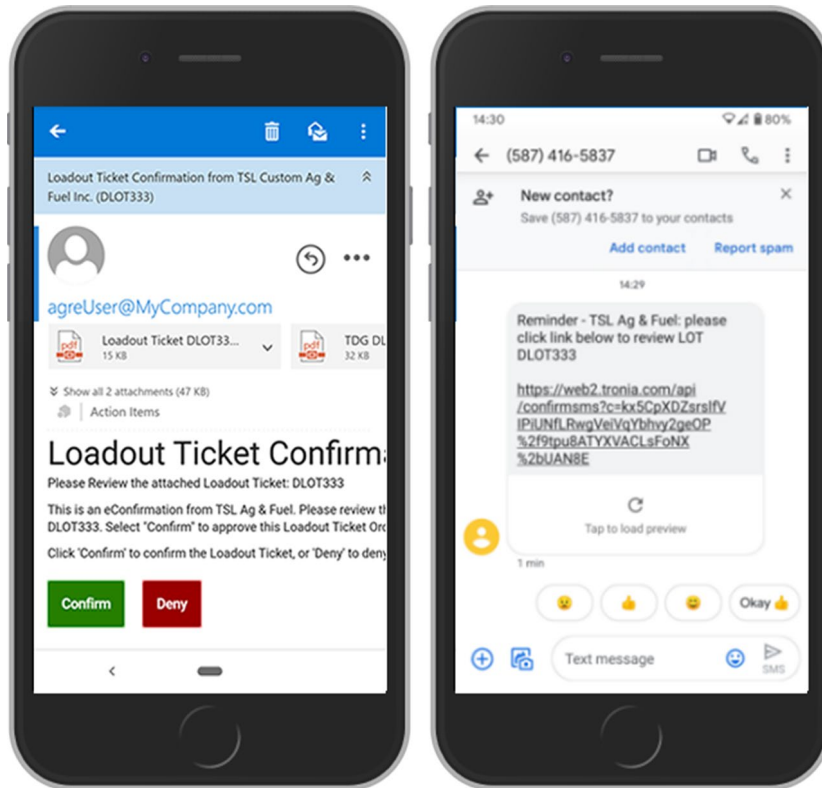 Loadout Ticket Confirmation from TSL Custom Ag &
Fuel Inc. (DLOT333)
agreUser@MyCompany.com
pdf
Loadout Ticket DLOT33...
15 KB
pdf
TDG DL
32 KB
Show all 2 attachments (47 KB)
Action Items
Loadout Ticket Confirm
Please Review the attached Loadout Ticket: DLOT333
This is an eConfirmation from TSL Ag & Fuel. Please review th
DLOT333. Select "Confirm" to approve this Loadout Ticket Ord
Click 'Confirm' to confirm the Loadout Ticket, or 'Deny' to deny
Confirm
Deny
14:30
80%
(587) 416-5837
New contact?
Save (587) 416-5837 to your contacts
Add contact
Report spam
14:29
Reminder - TSL Ag & Fuel: please
click link below to review LOT
DLOT333
https://web2.tronia.com/api
/confirmsms?c=kx5CpXDZsrsIfV
IPiUNfLRwgVeiVqYbhvy2geOP
%2f9tpu8ATYXVACLsFoNX
%2bUAN8E
Tap to load preview
1 min
Okay 👍
Text message
SMS